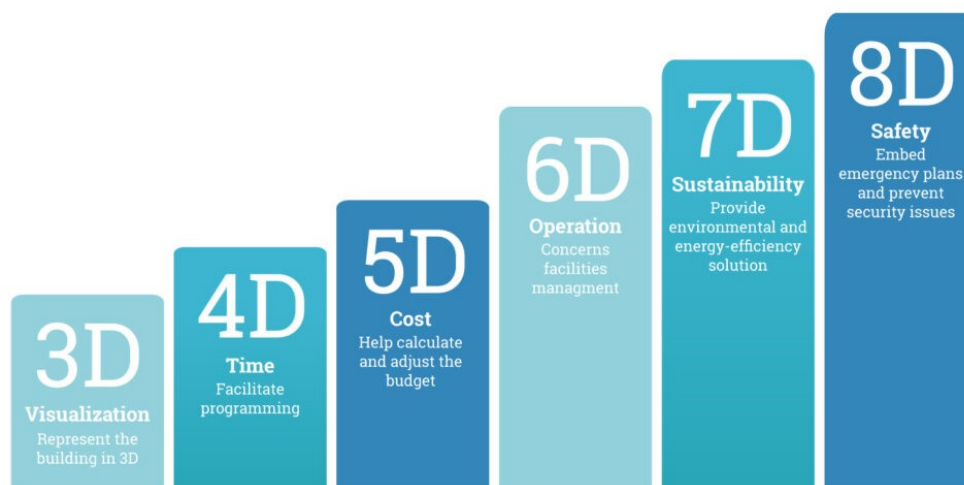 3D
Visualization
Represent the
building in 3D
4D
Time
Facilitate
programming
5D
Cost
Help calculate
and adjust the
budget
6D
Operation
Concerns
facilities
managment
7D
Sustainability
Provide
environmental and
energy-efficiency
solution
8D
Safety
Embed
emergency plans
and prevent
security issues